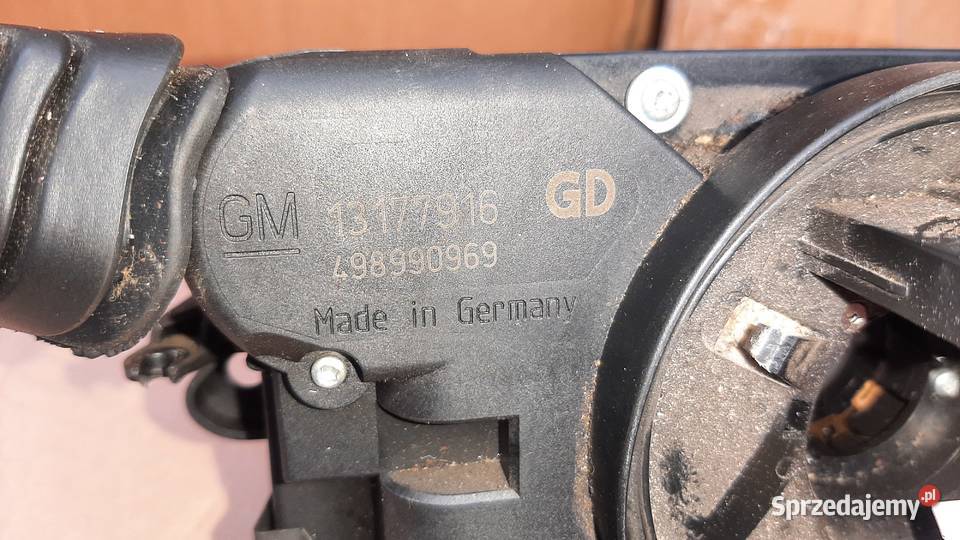 GM 13177916 GD
498990969
Made in Germany
Sprzedajemy.pl